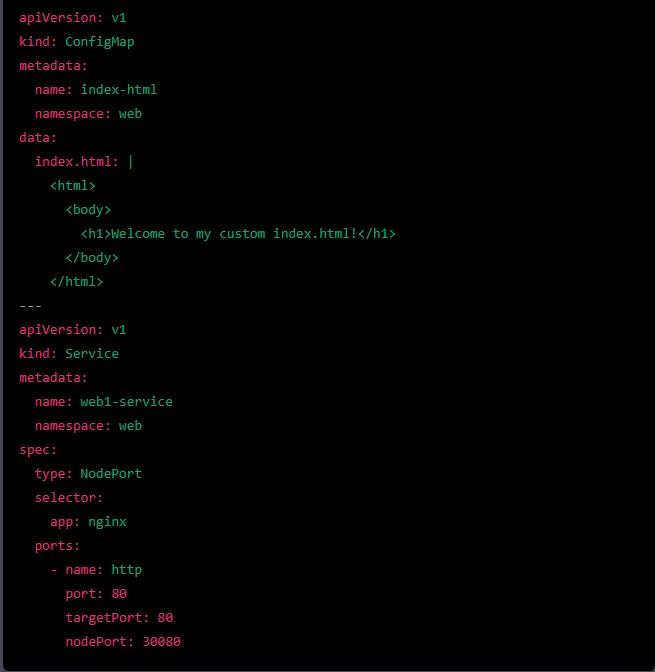 apiVersion: v1
kind: ConfigMap
metadata:
  name: index-html
  namespace: web
data:
  index.html: |
    <html>
      <body>
        <h1>Welcome to my custom index.html!</h1>
      </body>
    </html>
---
apiVersion: v1
kind: Service
metadata:
  name: web1-service
  namespace: web
spec:
  type: NodePort
  selector:
    app: nginx
  ports:
    - name: http
      port: 80
      targetPort: 80
      nodePort: 30080